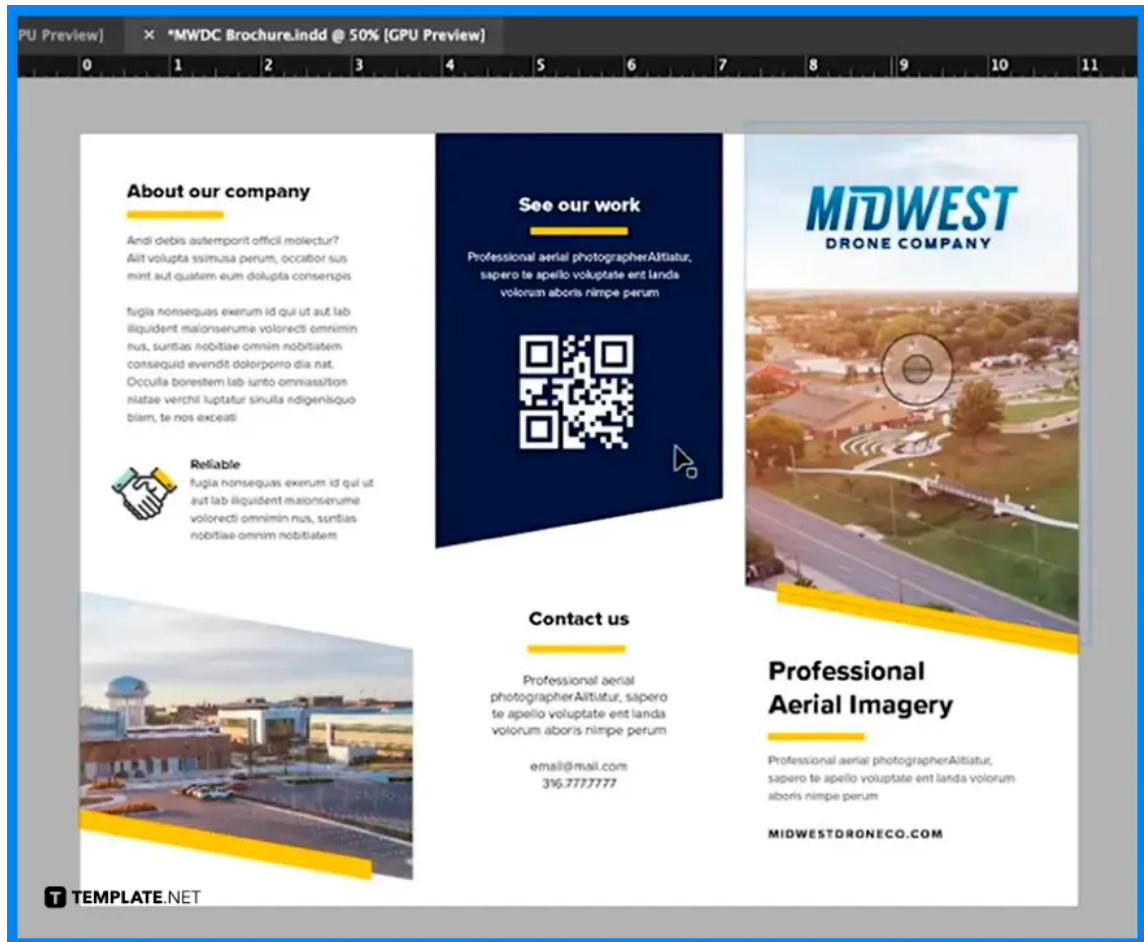 PU Preview]
× *MWDC Brochure.indd @ 50% [GPU Preview]
0 1 2 3 4 5 6 7 8 9 10 11
About our company
Andi debis autemporit officil molectur?
Alit volupta ssimusa perum, occatior sus
mint aut quatem eum dolupta conserspis
fugia nonsequas exerum id qui ut aut lab
iliquident maionserume volorecti omnimin
nus, suntias nobitiae omnim nobitiatem
consequid evendit dolorporro dia nat.
Occulla borestem lab iunto omniassition
niatae verchil luptatur sinulla ndigenisquo
blam, te nos exceati
Reliable
fugia nonsequas exerum id qui ut
aut lab iliquident maionserume
volorecti omnimin nus, suntias
nobitiae omnim nobitiatem
See our work
Professional aerial photographerAlitiatur,
sapero te apello voluptate ent landa
volorum aboris nimpe perum
Contact us
Professional aerial
photographerAlitiatur, sapero
te apello voluptate ent landa
volorum aboris nimpe perum
email@mail.com
316.777.7777
MIDWEST
DRONE COMPANY
Professional
Aerial Imagery
Professional aerial photographerAlitiatur,
sapero te apello voluptate ent landa volorum
aboris nimpe perum
MIDWESTDRONECO.COM
T TEMPLATE.NET